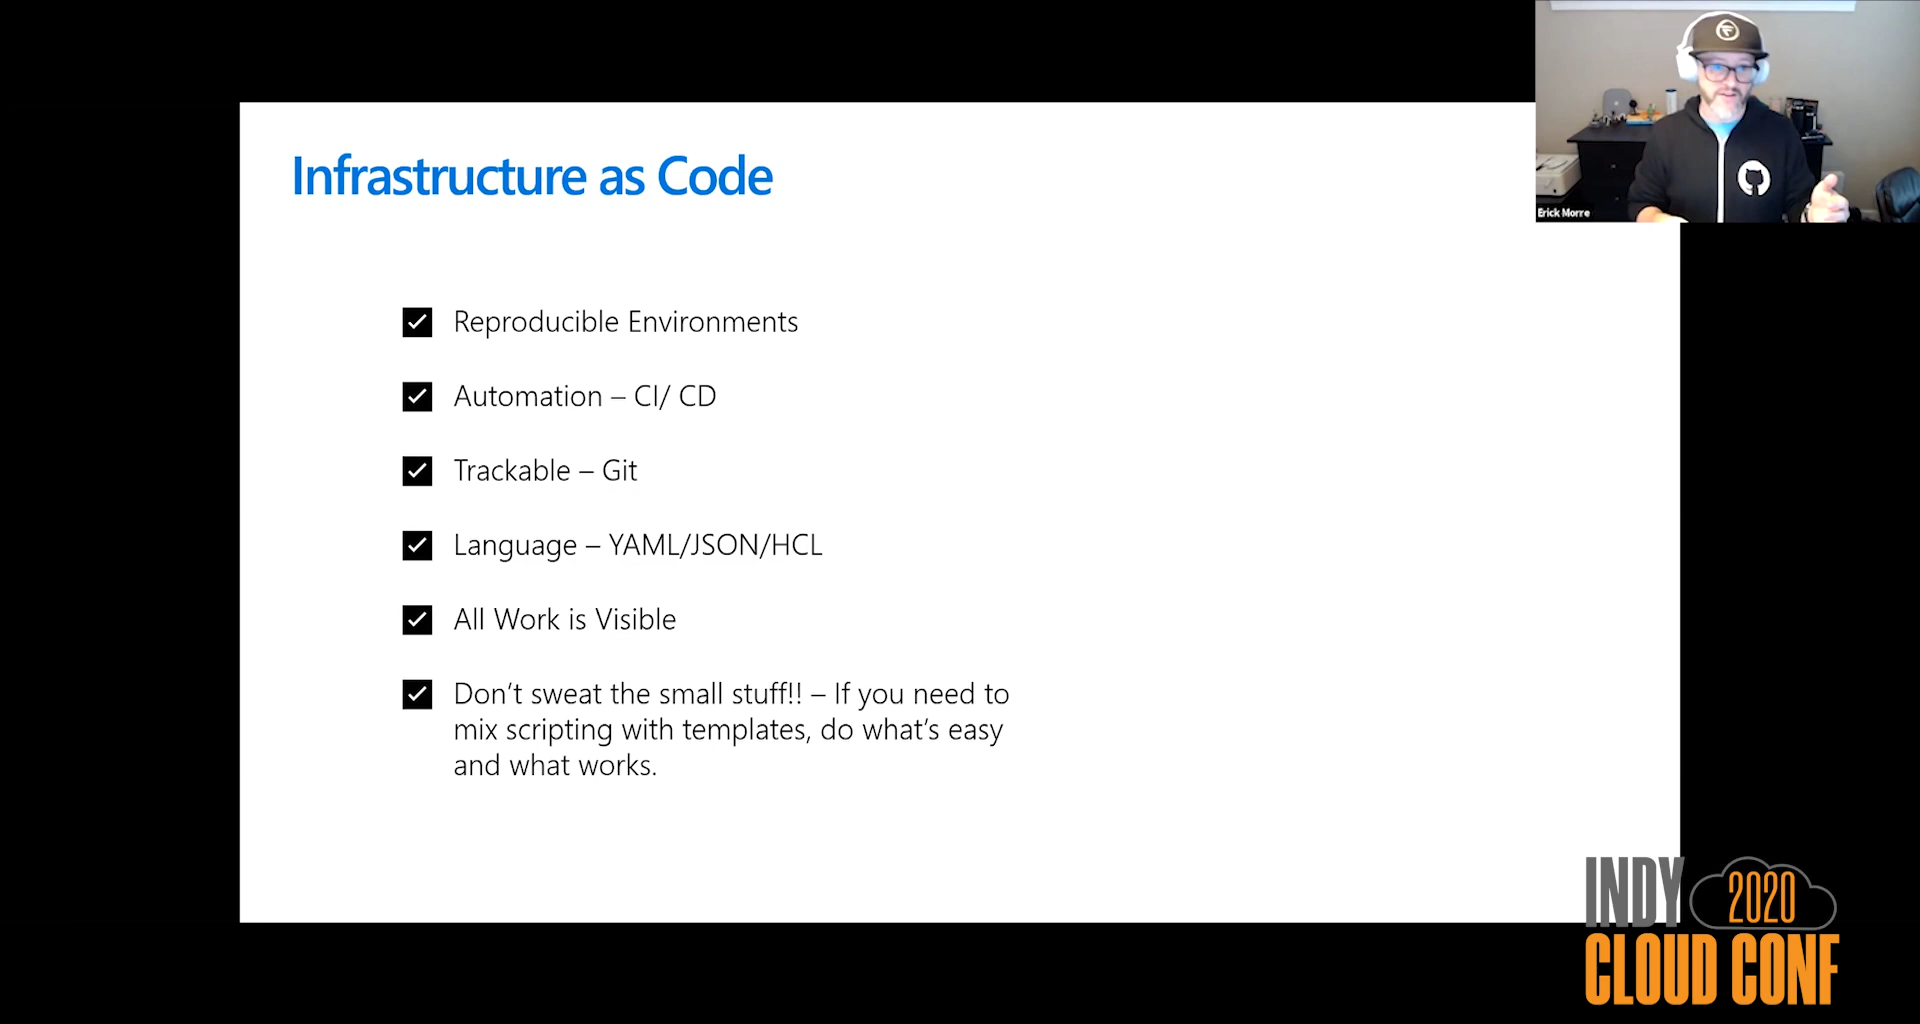 Infrastructure as Code
Reproducible Environments
Automation – CI/ CD
Trackable – Git
Language – YAML/JSON/HCL
All Work is Visible
Don’t sweat the small stuff!! – If you need to
mix scripting with templates, do what’s easy
and what works.
Erick Morre
INDY 2020
CLOUD CONF